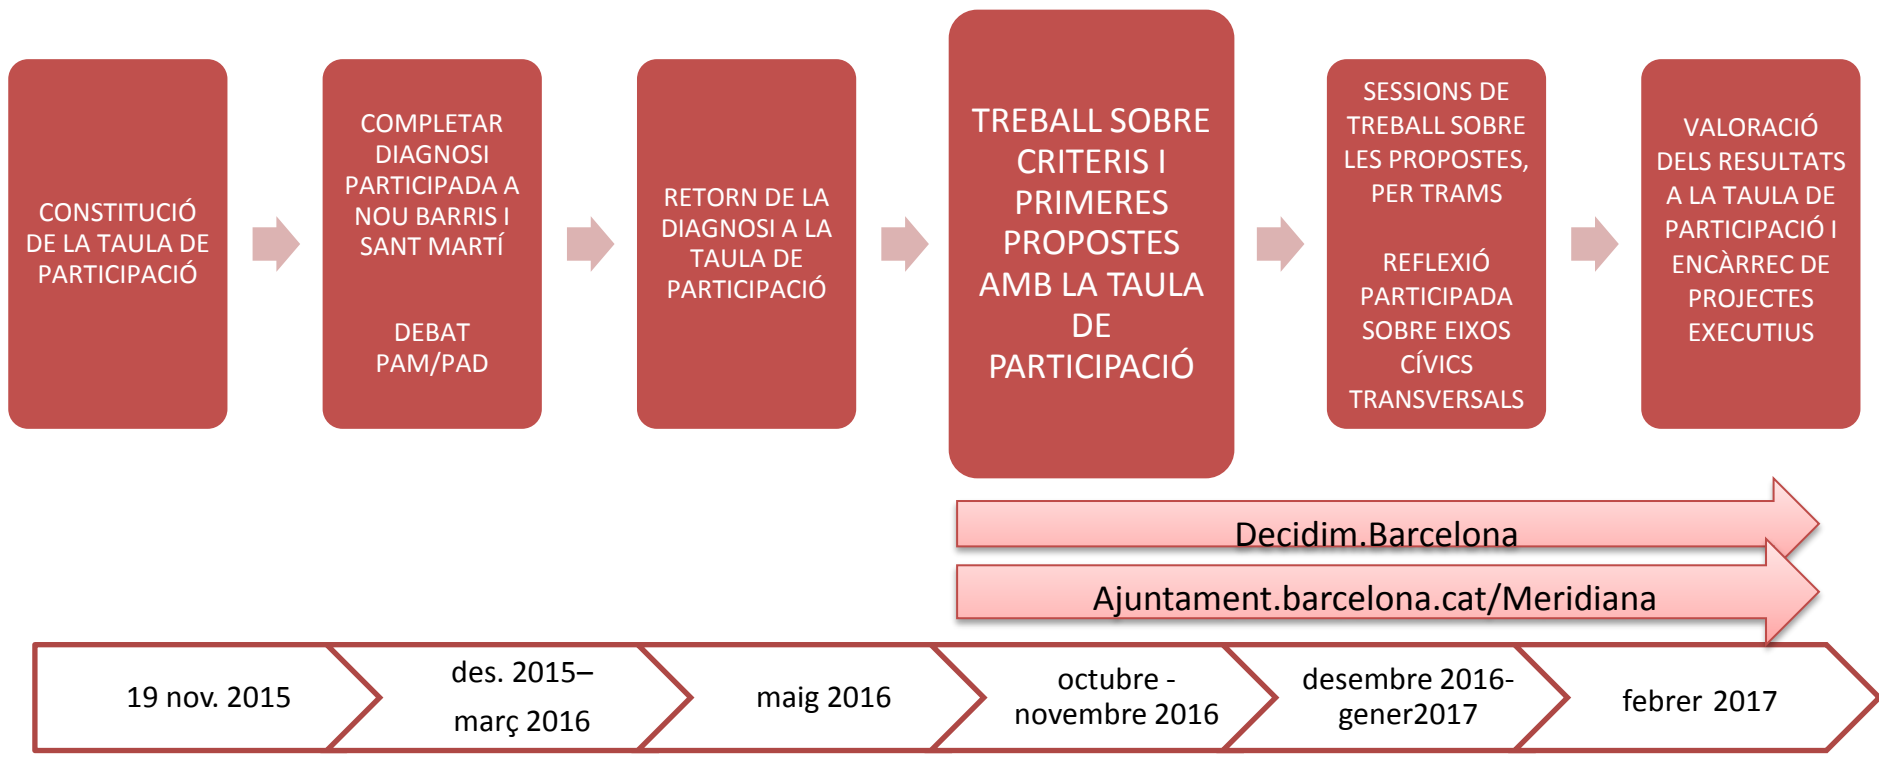 CONSTITUCIÓ
DE LA TAULA DE
PARTICIPACIÓ
COMPLETAR
DIAGNOSI
PARTICIPADA A
NOU BARRIS I
SANT MARTÍ
DEBAT
PAM/PAD
RETORN DE LA
DIAGNOSI A LA
TAULA DE
PARTICIPACIÓ
TREBALL SOBRE
CRITERIS I
PRIMERES
PROPOSTES
AMB LA TAULA
DE
PARTICIPACIÓ
SESSIONS DE
TREBALL SOBRE
LES PROPOSTES,
PER TRAMS
REFLEXIÓ
PARTICIPADA
SOBRE EIXOS
CÍVICS
TRANSVERSALS
VALORACIÓ
DELS RESULTATS
A LA TAULA DE
PARTICIPACIÓ I
ENCÀRREC DE
PROJECTES
EXECUTIUS
Decidim.Barcelona
Ajuntament.barcelona.cat/Meridiana
19 nov. 2015
des. 2015–
març 2016
maig 2016
octubre -
novembre 2016
desembre 2016-
gener2017
febrer 2017